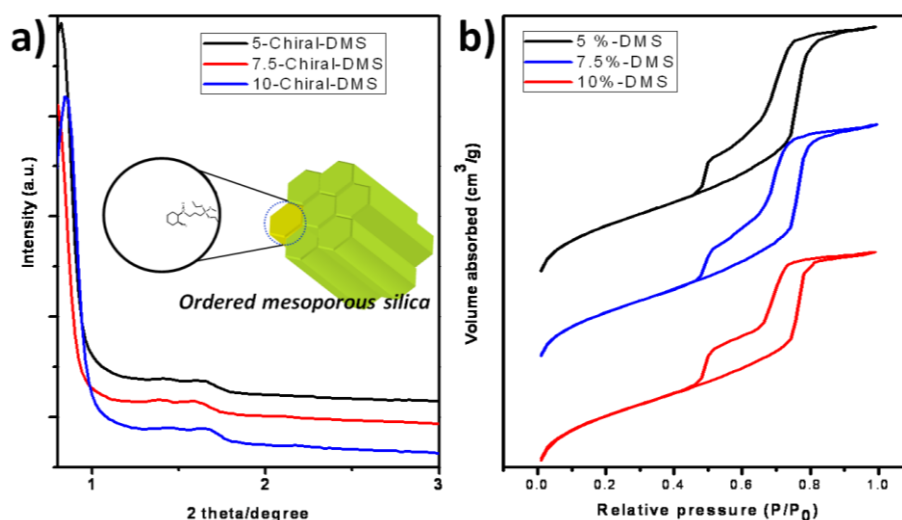 a)
5-Chiral-DMS
7.5-Chiral-DMS
10-Chiral-DMS
Intensity (a.u.)
Ordered mesoporous silica
1
2
3
2 theta/degree
b)
5 %-DMS
7.5%-DMS
10%-DMS
Volume absorbed (cm³/g)
0.0 0.2 0.4 0.6 0.8 1.0
Relative pressure (P/P₀)